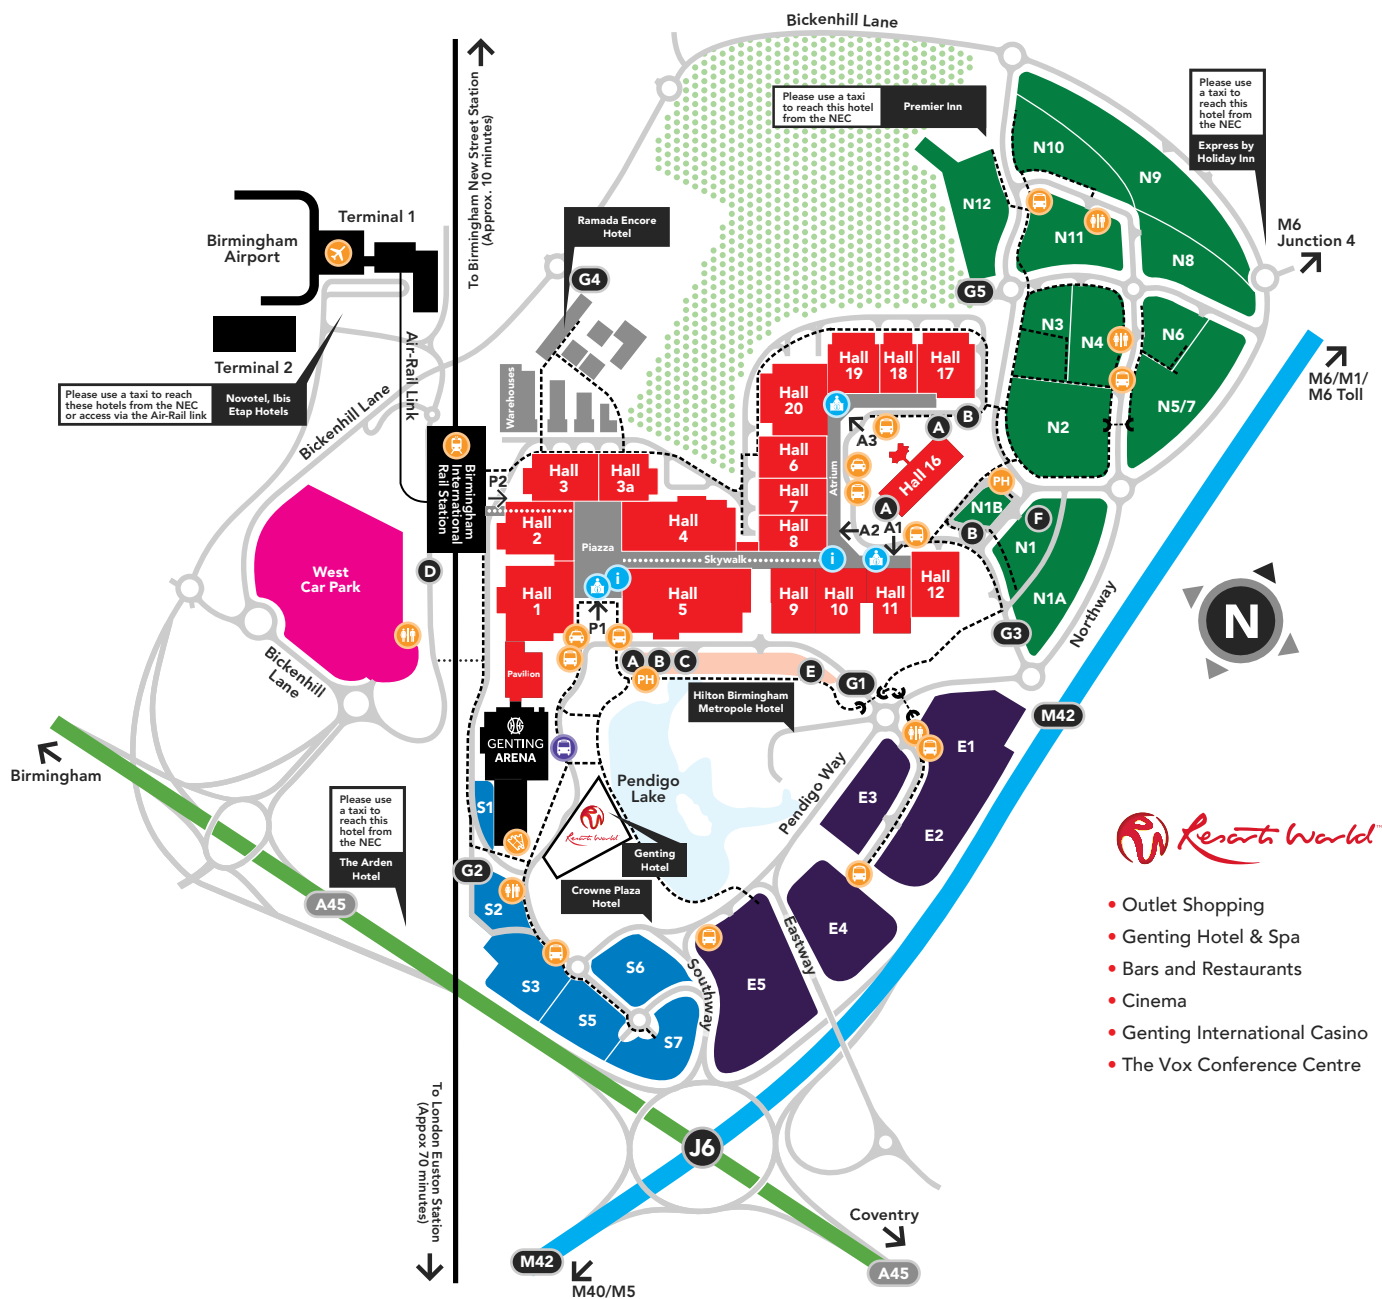 Bickenhill Lane
To Birmingham New Street Station
(Approx. 10 minutes)
Please use a taxi
to reach this hotel
from the NEC
Premier Inn
Please use
a taxi to
reach this
hotel from
the NEC
Express by
Holiday Inn
N10
N9
N12
N11
N8
M6
Junction 4
Terminal 1
Birmingham
Airport
Ramada Encore
Hotel
G4
G5
N3
N4
N6
Terminal 2
Air-Rail Link
Please use a taxi to reach
these hotels from the NEC
or access via the Air-Rail link
Novotel, Ibis
Etap Hotels
Bickenhill Lane
Warehouses
Hall
19
Hall
18
Hall
17
Hall
20
M6/M1/
M6 Toll
N5/7
N2
A
B
A3
Hall
6
Atrium
Hall 16
Birmingham
International
Rail Station
P2
Hall
3
Hall
3a
Hall
7
A
PH
N1B
F
Hall
2
Hall
4
Hall
8
A2
A1
B
N1
Piazza
Skywalk
i
West
Car Park
D
i
Hall
1
Hall
5
Hall
9
Hall
10
Hall
11
Hall
12
N1A
Northway
N
P1
G3
Bickenhill
Lane
Pavilion
A
B
C
E
G1
PH
Hilton Birmingham
Metropole Hotel
M42
GENTING
ARENA
E1
Birmingham
Pendigo
Lake
Pendigo Way
E3
E2
S1
Please use
a taxi to
reach this
hotel from
the NEC
The Arden
Hotel
Resorts World
Genting
Hotel
Resorts World
G2
Crowne Plaza
Hotel
A45
S2
Outlet Shopping
Genting Hotel & Spa
Bars and Restaurants
Cinema
Genting International Casino
The Vox Conference Centre
E4
Eastway
S6
Southway
S3
E5
S5
S7
To London Euston Station
(Appox 70 minutes)
J6
Coventry
M42
A45
M40/M5